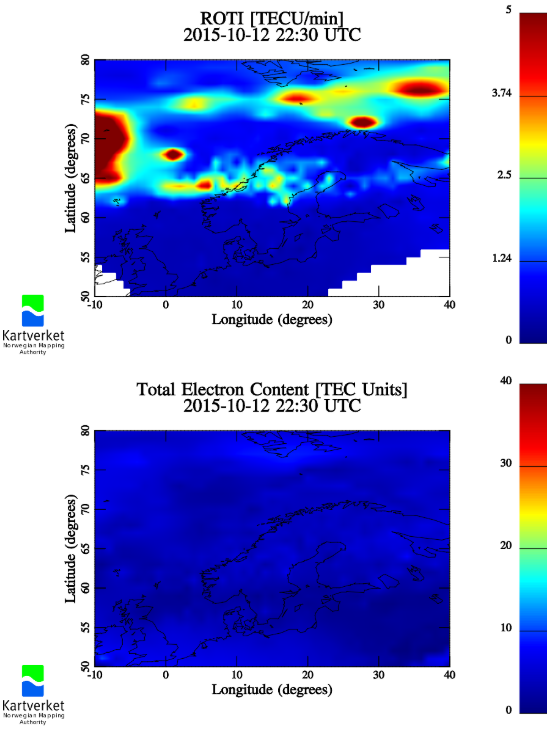 ROTI [TECU/min]
2015-10-12 22:30 UTC
5
3.74
2.5
1.24
0
80
75
70
65
60
55
50
Latitude (degrees)
-10 0 10 20 30 40
Longitude (degrees)
Kartverket
Norwegian Mapping
Authority
Total Electron Content [TEC Units]
2015-10-12 22:30 UTC
40
30
20
10
0
80
75
70
65
60
55
50
Latitude (degrees)
-10 0 10 20 30 40
Longitude (degrees)
Kartverket
Norwegian Mapping
Authority